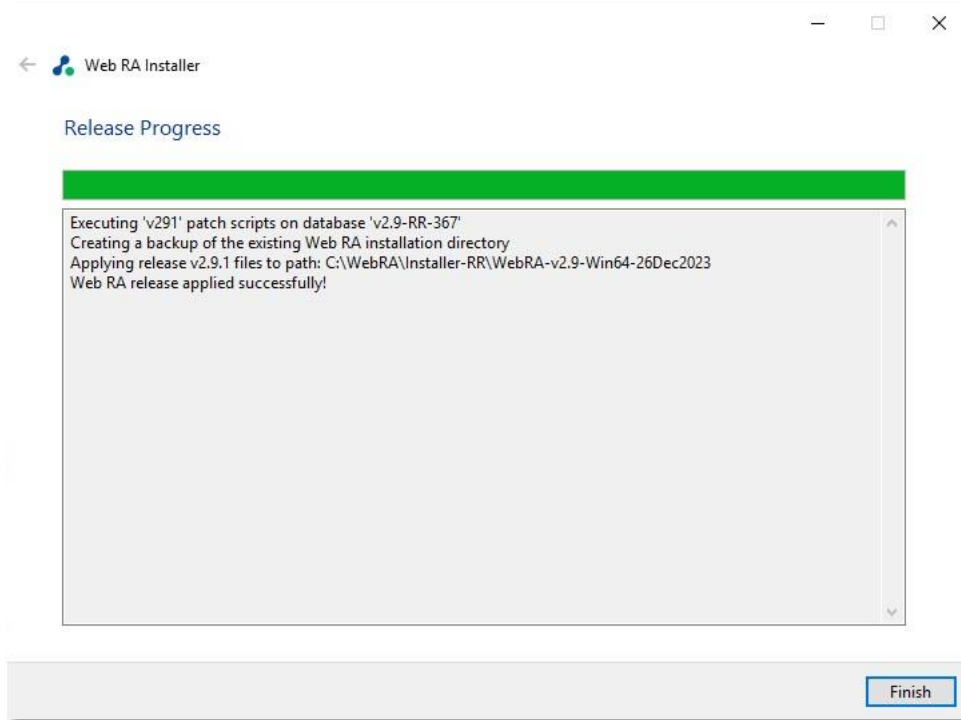 Web RA Installer
Release Progress
Executing 'v291' patch scripts on database 'v2.9-RR-367'
Creating a backup of the existing Web RA installation directory
Applying release v2.9.1 files to path: C:\WebRA\Installer-RR\WebRA-v2.9-Win64-26Dec2023
Web RA release applied successfully!
Finish